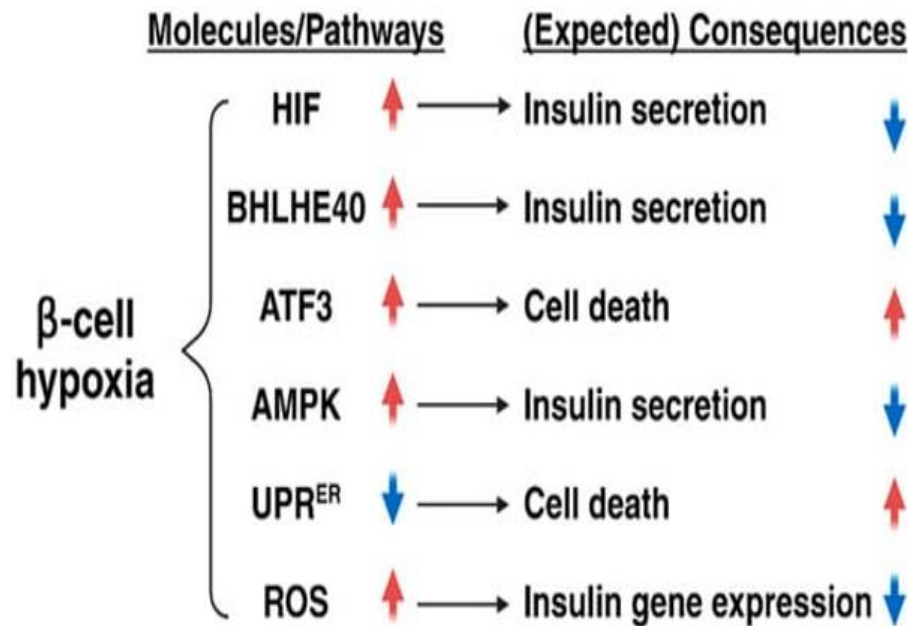 Molecules/Pathways (Expected) Consequences
HIF Insulin secretion
BHLHE40 Insulin secretion
ATF3 Cell death
β-cell
hypoxia
AMPK Insulin secretion
UPRᴱᴿ Cell death
ROS Insulin gene expression